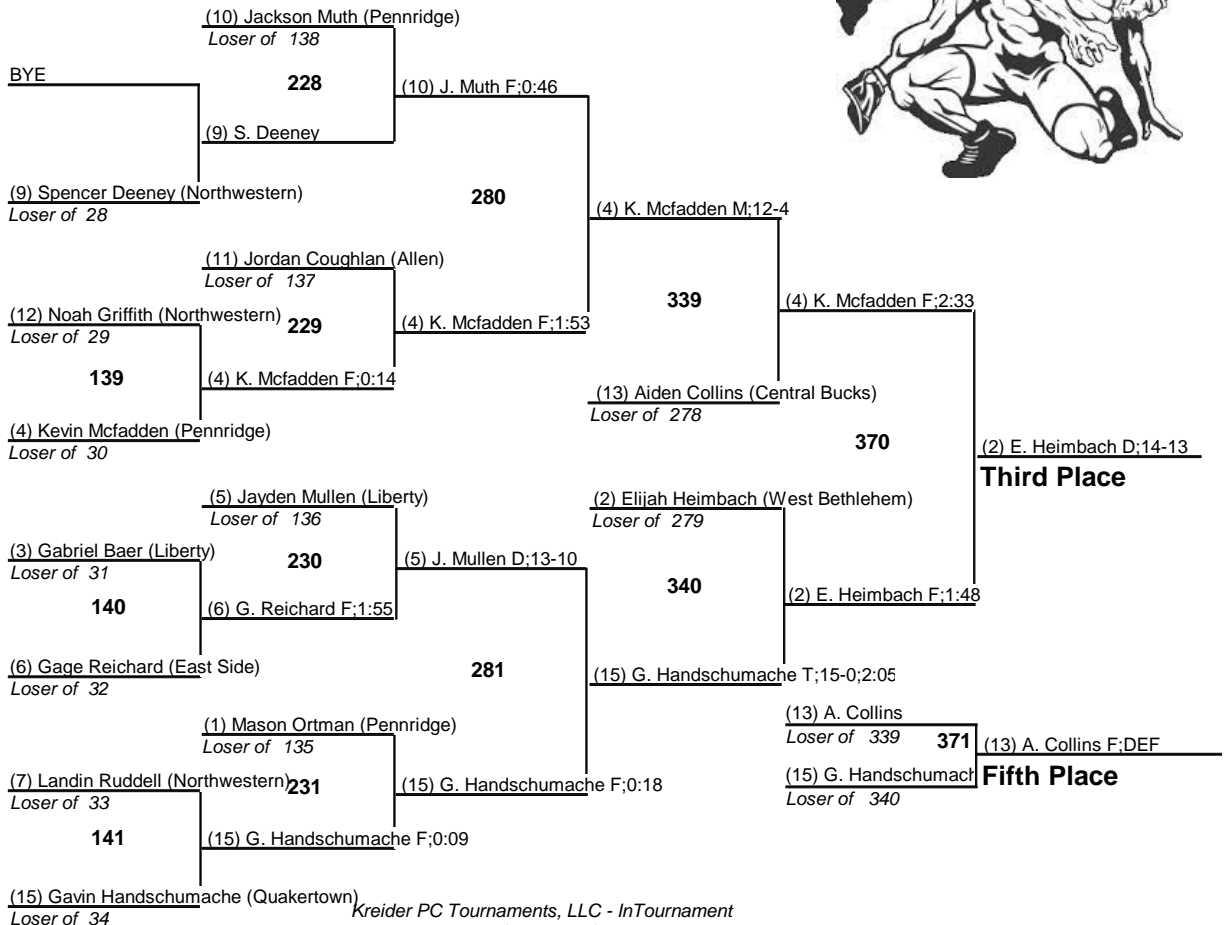 (10) Jackson Muth (Pennridge)
Loser of 138
BYE
228
(10) J. Muth F;0:46
(9) S. Deeney
(9) Spencer Deeney (Northwestern)
Loser of 28
280
(4) K. Mcfadden M;12-4
(11) Jordan Coughlan (Allen)
Loser of 137
(12) Noah Griffith (Northwestern)
Loser of 29
229
(4) K. Mcfadden F;1:53
339
(4) K. Mcfadden F;2:33
139
(4) K. Mcfadden F;0:14
(13) Aiden Collins (Central Bucks)
Loser of 278
(4) Kevin Mcfadden (Pennridge)
Loser of 30
370
(2) E. Heimbach D;14-13
Third Place
(5) Jayden Mullen (Liberty)
Loser of 136
(2) Elijah Heimbach (West Bethlehem)
Loser of 279
(3) Gabriel Baer (Liberty)
Loser of 31
230
(5) J. Mullen D;13-10
340
(2) E. Heimbach F;1:48
140
(6) G. Reichard F;1:55
(6) Gage Reichard (East Side)
Loser of 32
281
(15) G. Handschumache T;15-0;2:05
(1) Mason Ortman (Pennridge)
Loser of 135
(13) A. Collins
Loser of 339
371
(13) A. Collins F;DEF
Fifth Place
(15) G. Handschumach
Loser of 340
(7) Landin Ruddell (Northwestern)
Loser of 33
231
(15) G. Handschumache F;0:18
141
(15) G. Handschumache F;0:09
(15) Gavin Handschumache (Quakertown)
Loser of 34
Kreider PC Tournaments, LLC - InTournament